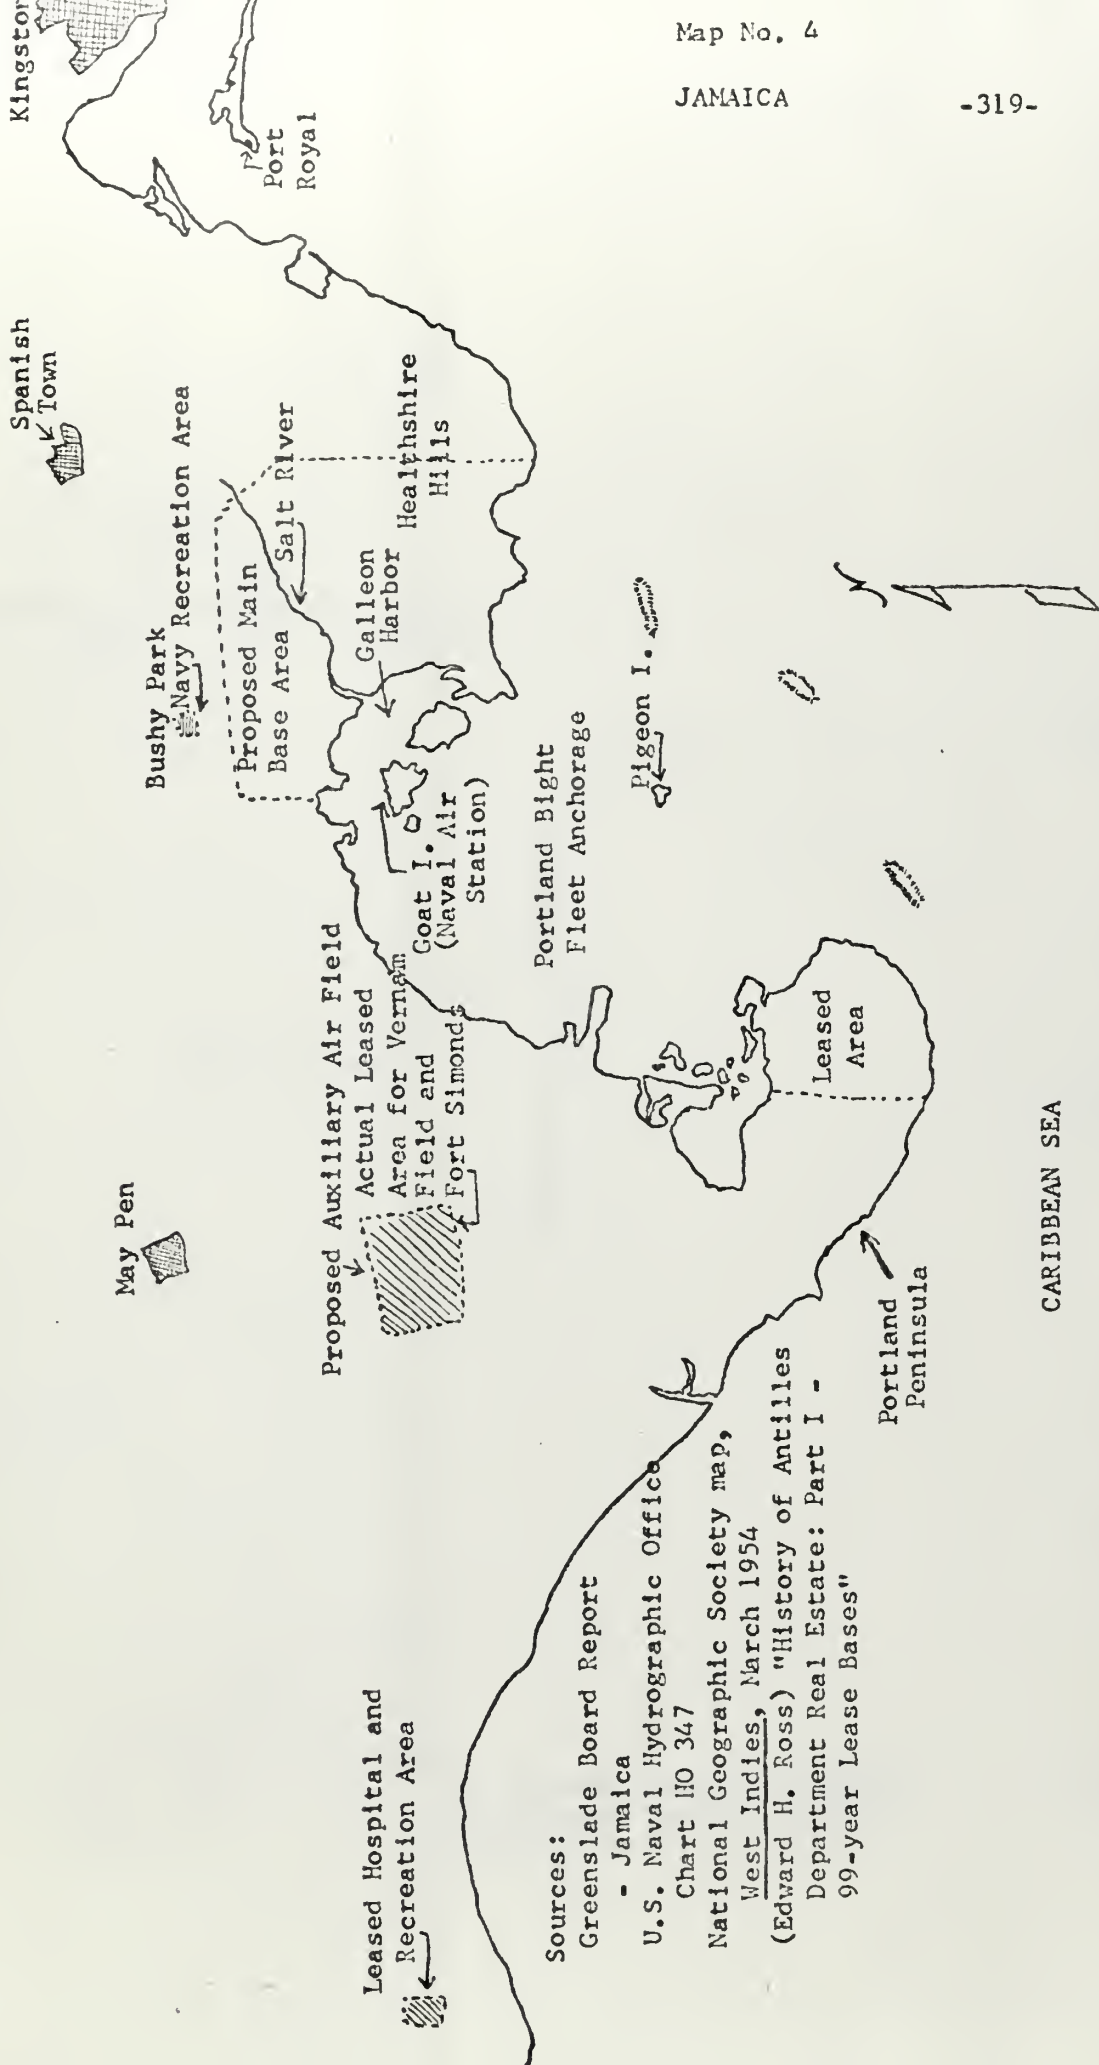 Map No. 4
JAMAICA
-319-
Kingston
Port
Royal
Spanish
Town
Bushy Park
Navy Recreation Area
Proposed Main
Base Area
Salt River
Galleon
Harbor
Healthshire
Hills
May Pen
Proposed Auxiliary Air Field
Actual Leased
Area for Vernam
Field and
Fort Simonds
Goat I.
(Naval Air
Station)
Portland Bight
Fleet Anchorage
Pigeon I.
Leased
Area
Portland
Peninsula
CARIBBEAN SEA
Leased Hospital and
Recreation Area
Sources:
Greenslade Board Report
- Jamaica
U.S. Naval Hydrographic Office
Chart HO 347
National Geographic Society map,
West Indies, March 1954
(Edward H. Ross) "History of Antilles
Department Real Estate: Part I -
99-year Lease Bases"
N